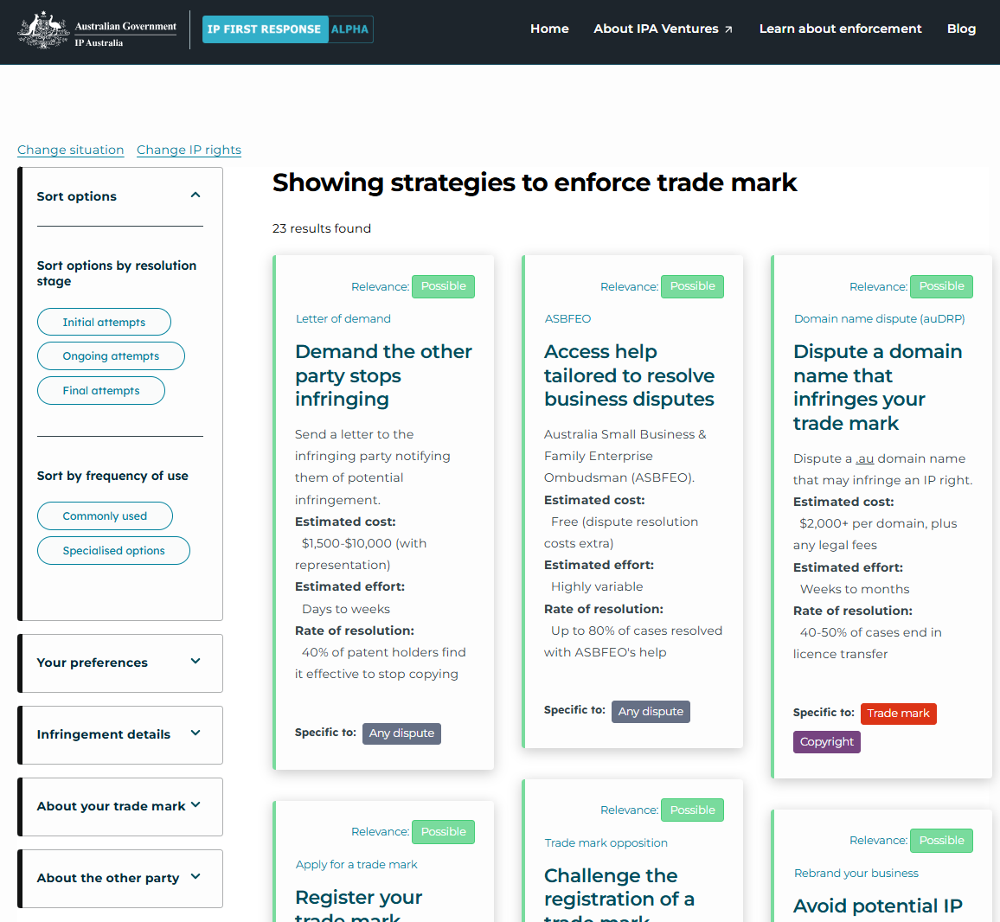 Australian Government
IP Australia
IP FIRST RESPONSE ALPHA
Home
About IPA Ventures
Learn about enforcement
Blog
Change situation
Change IP rights
Sort options
Sort options by resolution
stage
Initial attempts
Ongoing attempts
Final attempts
Sort by frequency of use
Commonly used
Specialised options
Your preferences
Infringement details
About your trade mark
About the other party
Showing strategies to enforce trade mark
23 results found
Relevance: Possible
Letter of demand
Demand the other
party stops
infringing
Send a letter to the
infringing party notifying
them of potential
infringement.
Estimated cost:
$1,500-$10,000 (with
representation)
Estimated effort:
Days to weeks
Rate of resolution:
40% of patent holders find
it effective to stop copying
Specific to: Any dispute
Relevance: Possible
ASBFEO
Access help
tailored to resolve
business disputes
Australia Small Business &
Family Enterprise
Ombudsman (ASBFEO).
Estimated cost:
Free (dispute resolution
costs extra)
Estimated effort:
Highly variable
Rate of resolution:
Up to 80% of cases resolved
with ASBFEO's help
Specific to: Any dispute
Relevance: Possible
Domain name dispute (auDRP)
Dispute a domain
name that
infringes your
trade mark
Dispute a .au domain name
that may infringe an IP right.
Estimated cost:
$2,000+ per domain, plus
any legal fees
Estimated effort:
Weeks to months
Rate of resolution:
40-50% of cases end in
licence transfer
Specific to: Trade mark
Copyright
Relevance: Possible
Apply for a trade mark
Register your
trade mark
Relevance: Possible
Trade mark opposition
Challenge the
registration of a
trade mark
Relevance: Possible
Rebrand your business
Avoid potential IP